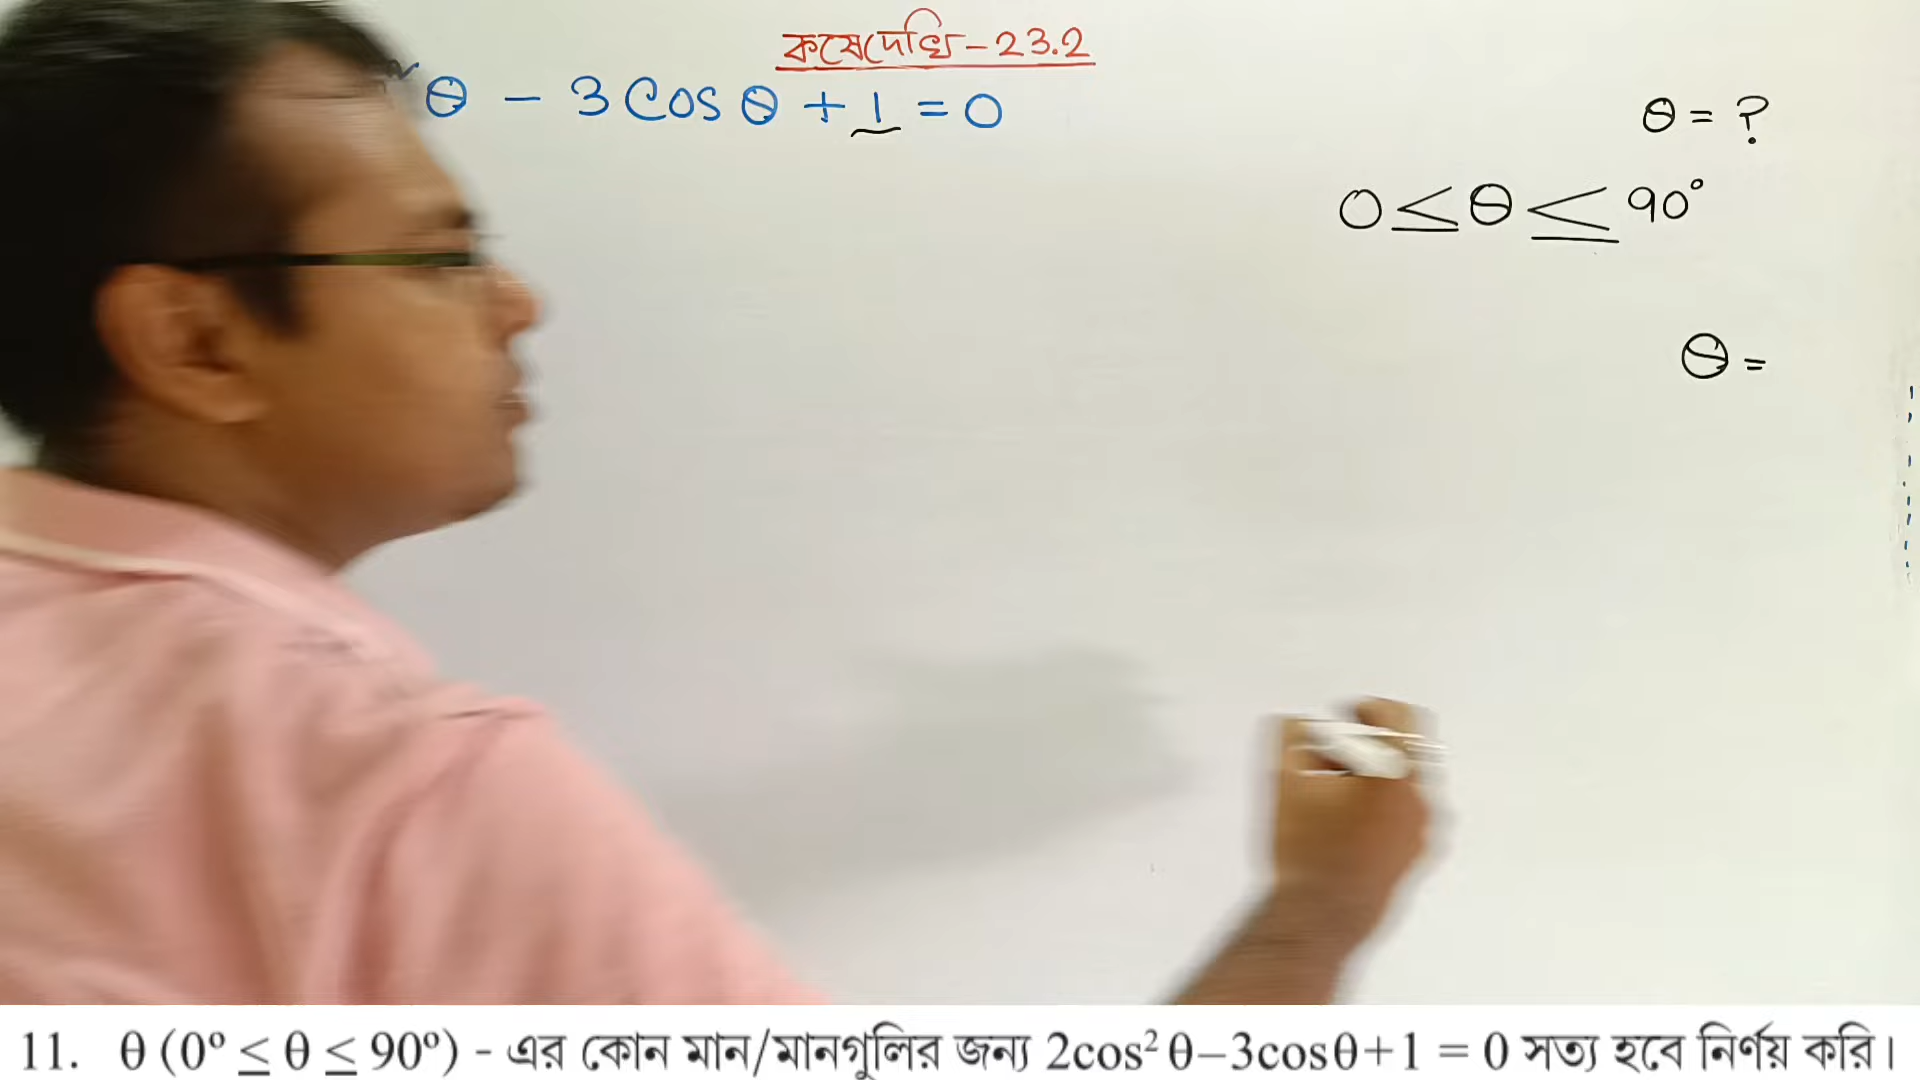 কষে দেখি - 23.2
θ - 3 Cos θ + 1 = 0
θ = ?
0 ≤ θ ≤ 90°
θ =
11. θ (0° ≤ θ ≤ 90°) - এর কোন মান/মানগুলির জন্য 2cos² θ–3cosθ+1 = 0 সত্য হবে নির্ণয় করি।